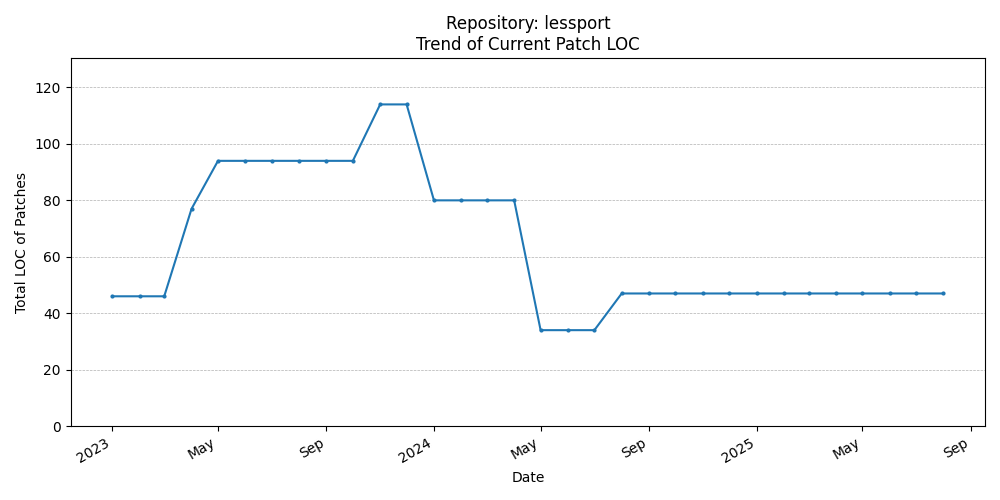 Repository: lessport
Trend of Current Patch LOC
Total LOC of Patches
120
100
80
60
40
20
0
2023
May
Sep
2024
May
Sep
2025
May
Sep
Date